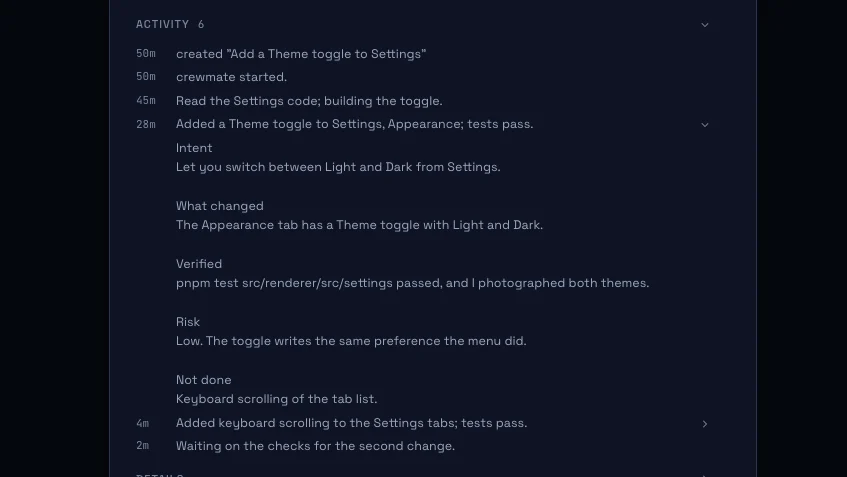 ACTIVITY 6
50m created "Add a Theme toggle to Settings"
50m crewmate started.
45m Read the Settings code; building the toggle.
28m Added a Theme toggle to Settings, Appearance; tests pass.
Intent
Let you switch between Light and Dark from Settings.
What changed
The Appearance tab has a Theme toggle with Light and Dark.
Verified
pnpm test src/renderer/src/settings passed, and I photographed both themes.
Risk
Low. The toggle writes the same preference the menu did.
Not done
Keyboard scrolling of the tab list.
4m Added keyboard scrolling to the Settings tabs; tests pass.
2m Waiting on the checks for the second change.